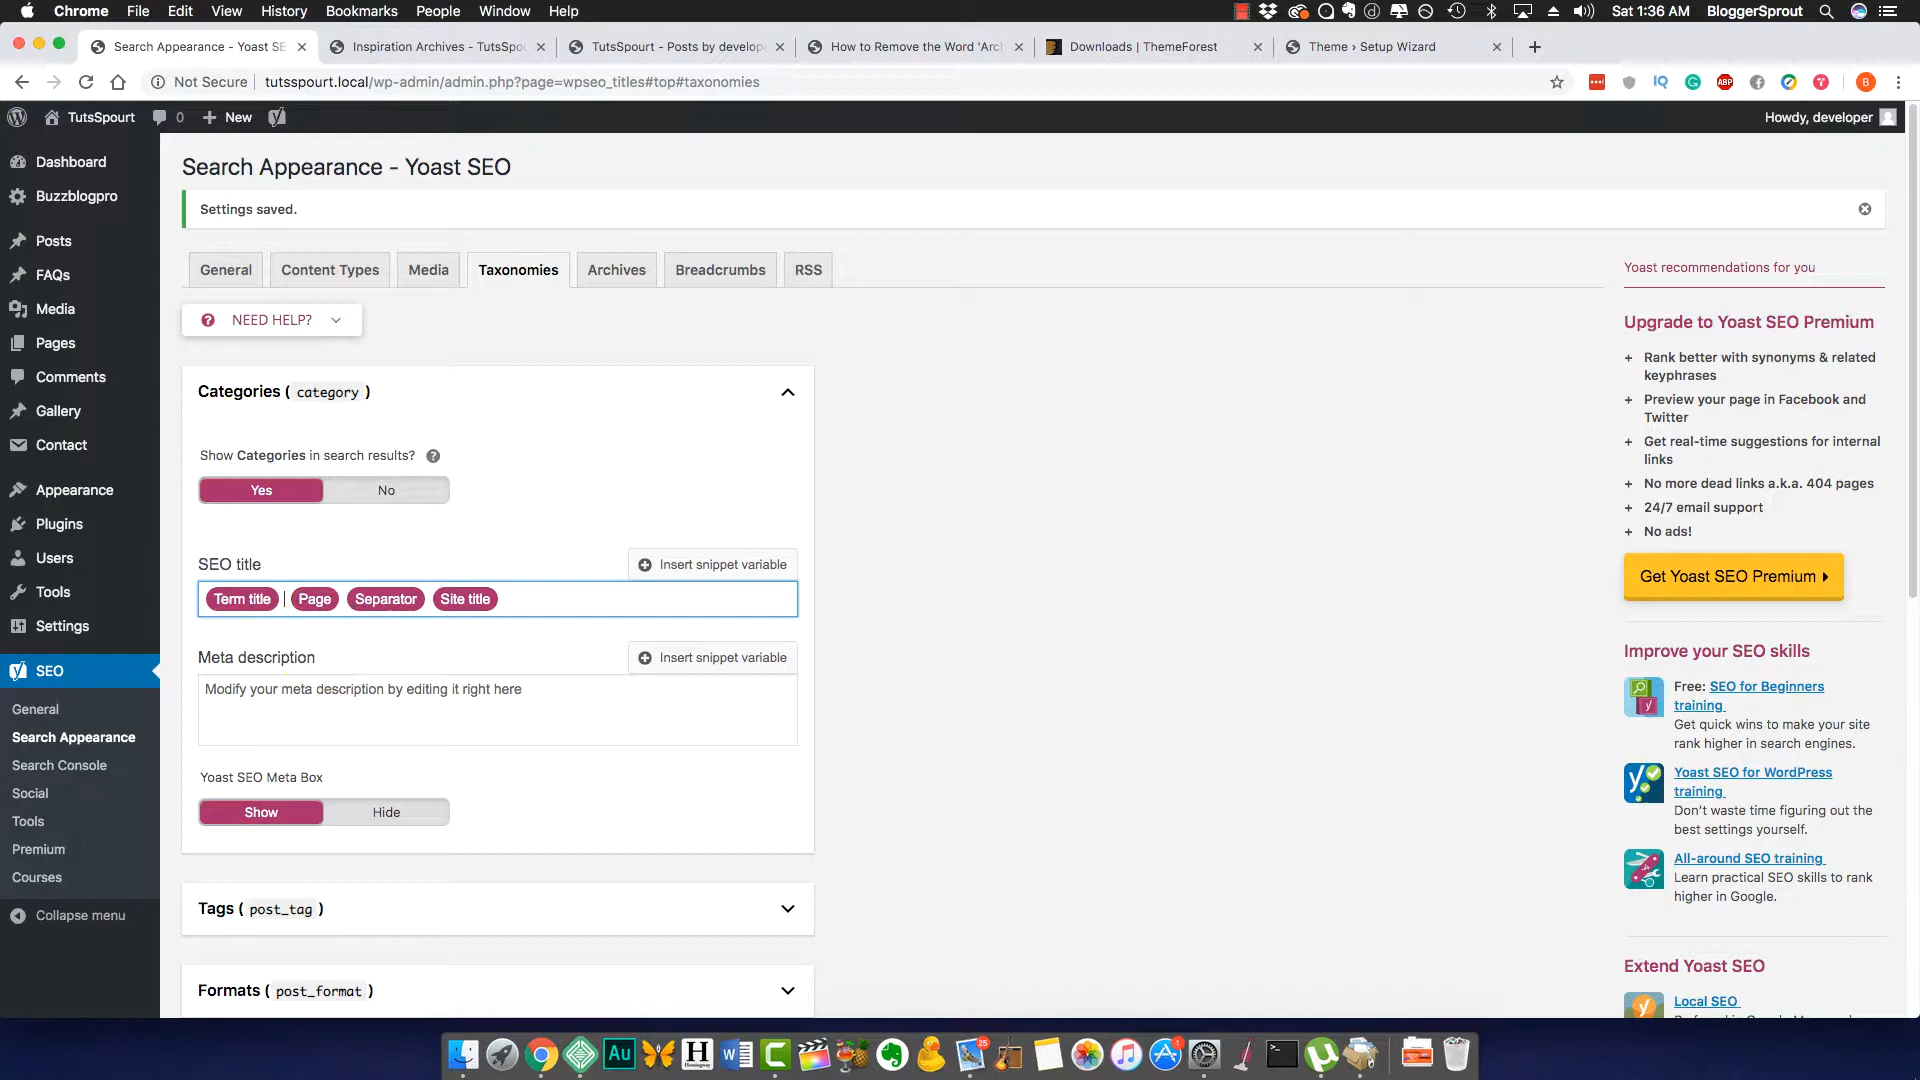 Chrome File Edit View History Bookmarks People Window Help
Sat 1:36 AM BloggerSprout
Search Appearance - Yoast SE
Inspiration Archives - TutsSpou
TutsSpourt - Posts by develope
How to Remove the Word 'Arc
Downloads | ThemeForest
Theme › Setup Wizard
Not Secure | tutsspourt.local/wp-admin/admin.php?page=wpseo_titles#top#taxonomies
IQ
ABP
B
TutsSpourt 0 New
Howdy, developer
Dashboard
Buzzblogpro
Posts
FAQs
Media
Pages
Comments
Gallery
Contact
Appearance
Plugins
Users
Tools
Settings
SEO
General
Search Appearance
Search Console
Social
Tools
Premium
Courses
Collapse menu
Search Appearance - Yoast SEO
Settings saved.
General Content Types Media Taxonomies Archives Breadcrumbs RSS
NEED HELP?
Categories ( category )
Show Categories in search results?
Yes No
SEO title
Insert snippet variable
Term title Page Separator Site title
Meta description
Insert snippet variable
Modify your meta description by editing it right here
Yoast SEO Meta Box
Show Hide
Tags ( post_tag )
Formats ( post_format )
Yoast recommendations for you
Upgrade to Yoast SEO Premium
+ Rank better with synonyms & related
keyphrases
+ Preview your page in Facebook and
Twitter
+ Get real-time suggestions for internal
links
+ No more dead links a.k.a. 404 pages
+ 24/7 email support
+ No ads!
Get Yoast SEO Premium
Improve your SEO skills
Free: SEO for Beginners
training
Get quick wins to make your site
rank higher in search engines.
Yoast SEO for WordPress
training
Don't waste time figuring out the
best settings yourself.
All-around SEO training
Learn practical SEO skills to rank
higher in Google.
Extend Yoast SEO
Local SEO
Au
H
Hemingway
W
C
25
1